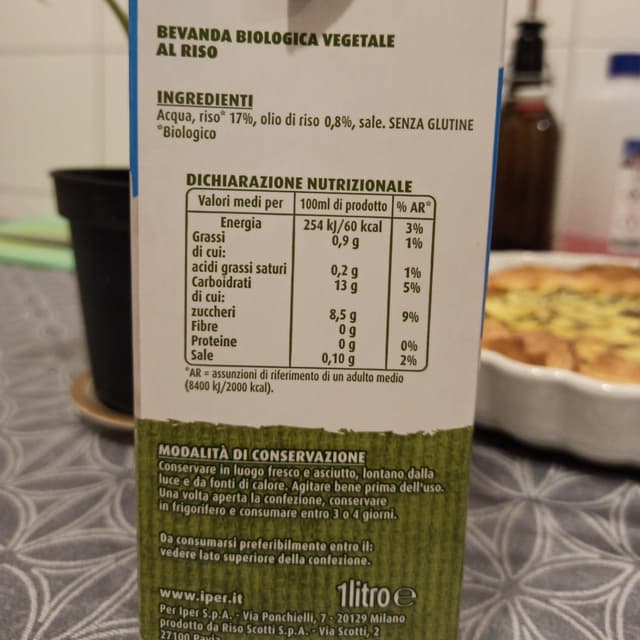 BEVANDA BIOLOGICA VEGETALE
AL RISO
INGREDIENTI
Acqua, riso* 17%, olio di riso 0,8%, sale. SENZA GLUTINE
*Biologico
DICHIARAZIONE NUTRIZIONALE
Valori medi per 100ml di prodotto % AR*
Energia 254 kJ/60 kcal 3%
Grassi 0,9 g 1%
di cui:
acidi grassi saturi 0,2 g 1%
Carboidrati 13 g 5%
di cui:
zuccheri 8,5 g 9%
Fibre 0 g
Proteine 0 g 0%
Sale 0,10 g 2%
*AR = assunzioni di riferimento di un adulto medio
(8400 kJ/2000 kcal).
MODALITÀ DI CONSERVAZIONE
Conservare in luogo fresco e asciutto, lontano dalla
luce e da fonti di calore. Agitare bene prima dell'uso.
Una volta aperta la confezione, conservare
in frigorifero e consumare entro 3 o 4 giorni.
Da consumarsi preferibilmente entro il:
vedere lato superiore della confezione.
www.iper.it 1litro e
Per Iper S.p.A. - Via Ponchielli, 7 - 20129 Milano
prodotto da Riso Scotti S.p.A. - Via Scotti, 2
27100 Pavia